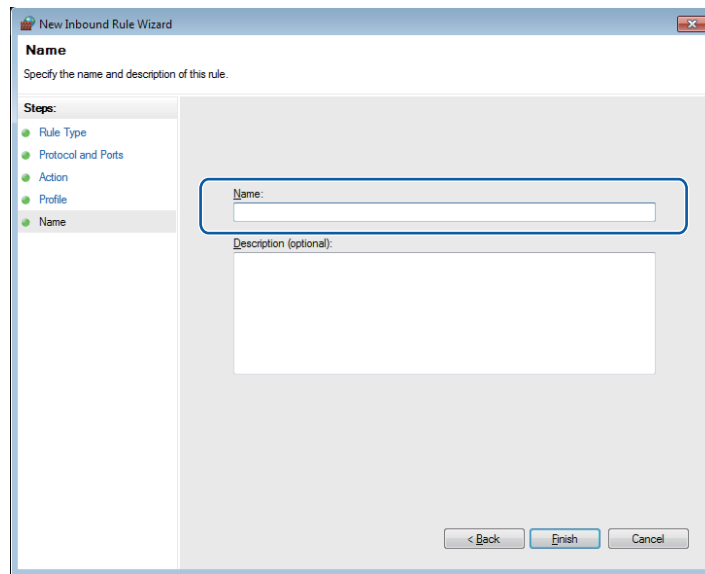 New Inbound Rule Wizard
Name
Specify the name and description of this rule.
Steps:
Rule Type
Protocol and Ports
Action
Profile
Name
Name:
Description (optional):
< Back
Finish
Cancel